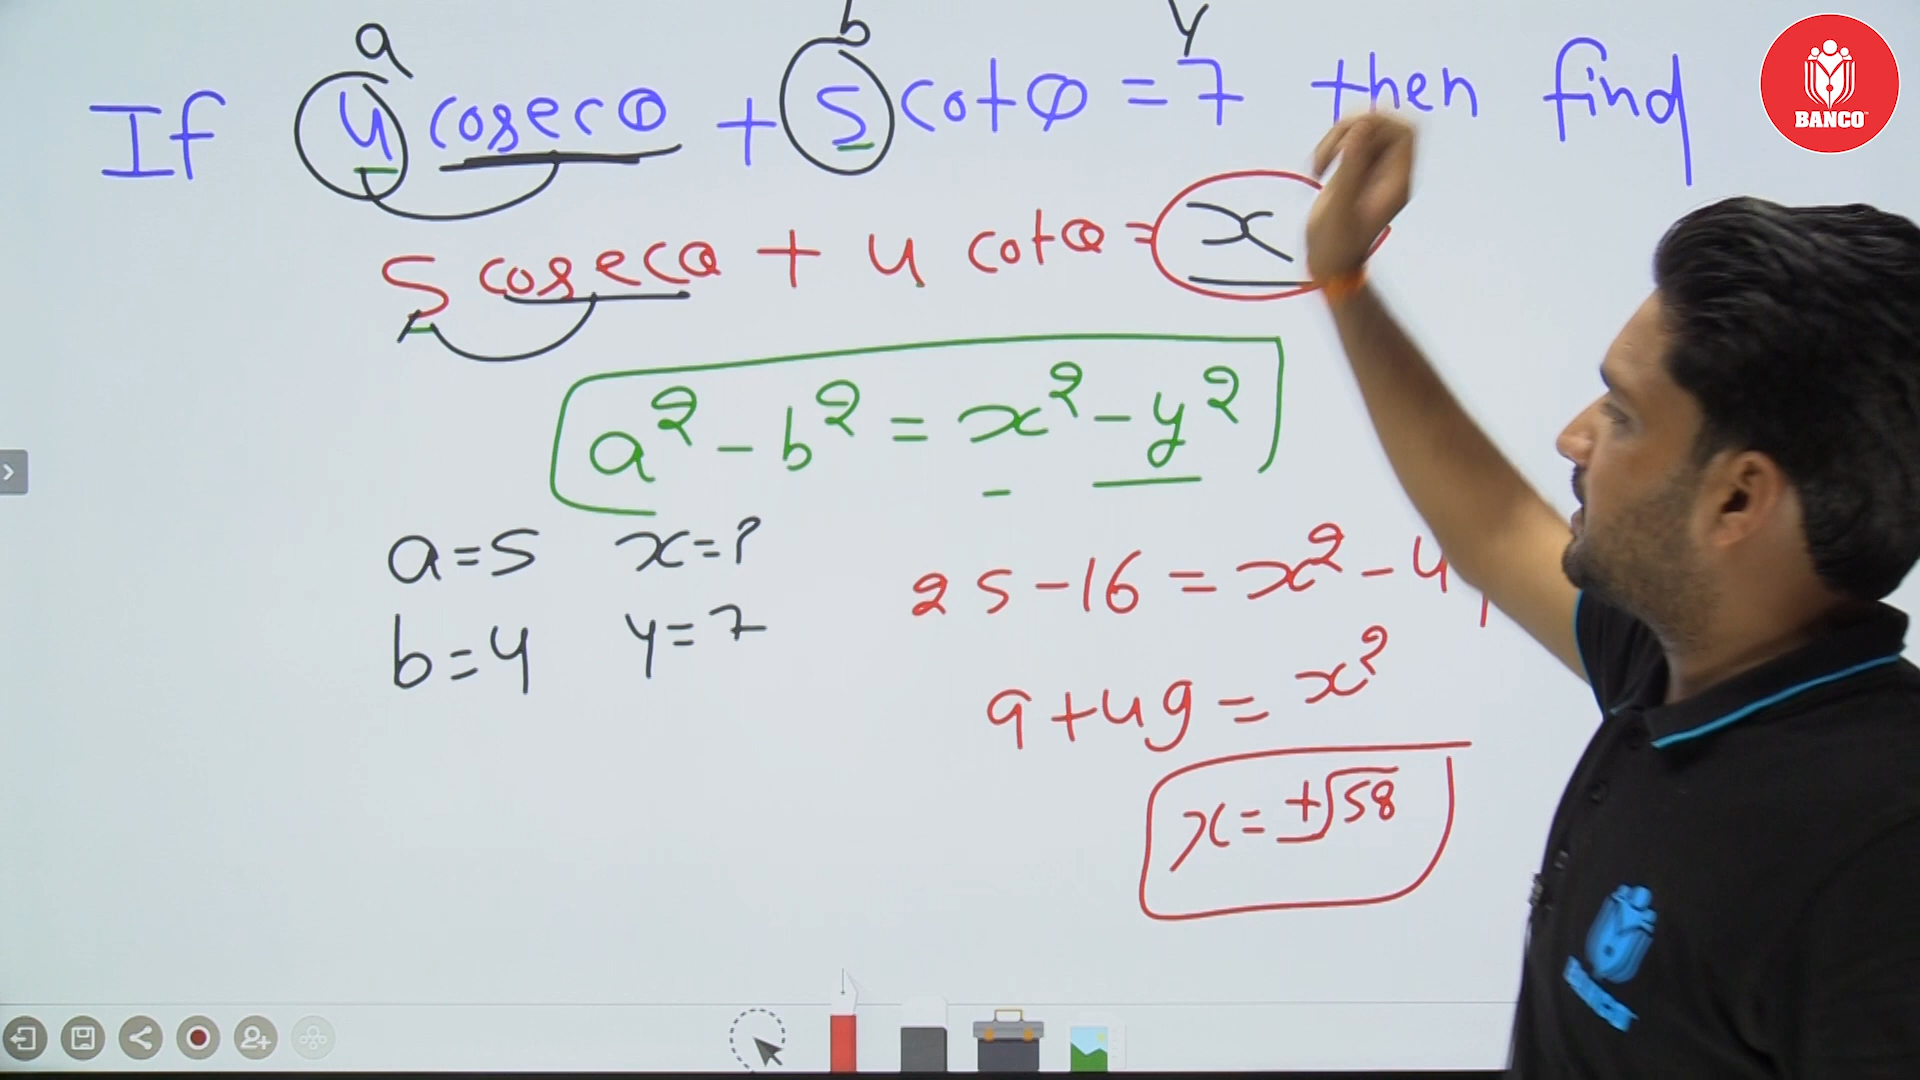 a b y
If 4 cosecθ + 5 cotθ = 7 then find
5 cosecθ + 4 cotθ = x
a² - b² = x² - y²
a = 5 x = ?
b = 4 y = 7
25 - 16 = x² - 4
9 + 49 = x²
x = ±√58
BANCO